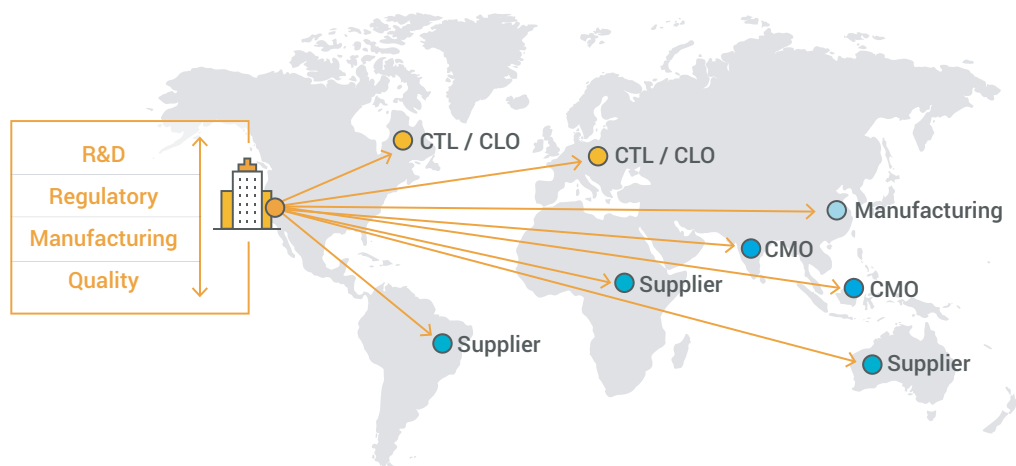 R&D
Regulatory
Manufacturing
Quality
CTL / CLO
CTL / CLO
Manufacturing
CMO
Supplier
CMO
Supplier
Supplier